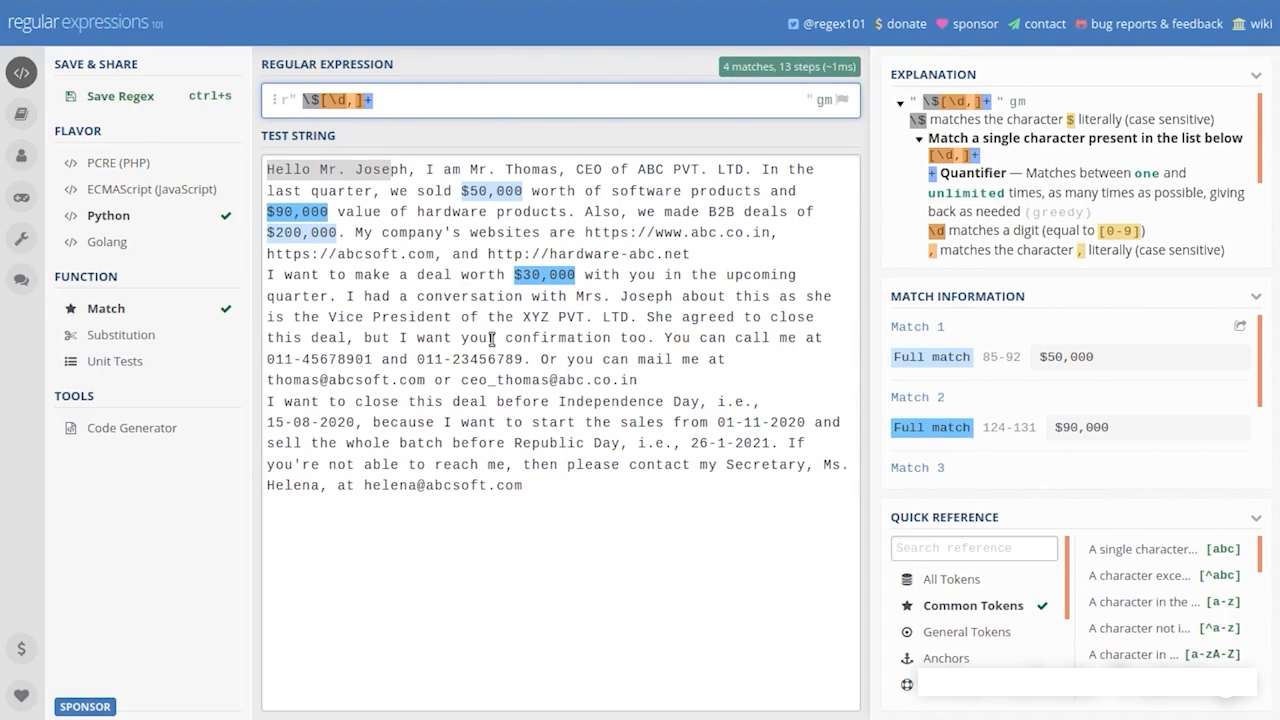 regular expressions 101
@regex101
donate
sponsor
contact
bug reports & feedback
wiki
SAVE & SHARE
Save Regex ctrl+s
FLAVOR
PCRE (PHP)
ECMAScript (JavaScript)
Python
Golang
FUNCTION
Match
Substitution
Unit Tests
TOOLS
Code Generator
SPONSOR
REGULAR EXPRESSION
4 matches, 13 steps (~1ms)
r" \$[\d,]+ " gm
TEST STRING
Hello Mr. Joseph, I am Mr. Thomas, CEO of ABC PVT. LTD. In the
last quarter, we sold $50,000 worth of software products and
$90,000 value of hardware products. Also, we made B2B deals of
$200,000. My company's websites are https://www.abc.co.in,
https://abcsoft.com, and http://hardware-abc.net
I want to make a deal worth $30,000 with you in the upcoming
quarter. I had a conversation with Mrs. Joseph about this as she
is the Vice President of the XYZ PVT. LTD. She agreed to close
this deal, but I want your confirmation too. You can call me at
011-45678901 and 011-23456789. Or you can mail me at
thomas@abcsoft.com or ceo_thomas@abc.co.in
I want to close this deal before Independence Day, i.e.,
15-08-2020, because I want to start the sales from 01-11-2020 and
sell the whole batch before Republic Day, i.e., 26-1-2021. If
you're not able to reach me, then please contact my Secretary, Ms.
Helena, at helena@abcsoft.com
EXPLANATION
" \$[\d,]+ " gm
\$ matches the character $ literally (case sensitive)
Match a single character present in the list below
[\d,]+
+ Quantifier — Matches between one and
unlimited times, as many times as possible, giving
back as needed (greedy)
\d matches a digit (equal to [0-9])
, matches the character , literally (case sensitive)
MATCH INFORMATION
Match 1
Full match 85-92 $50,000
Match 2
Full match 124-131 $90,000
Match 3
QUICK REFERENCE
Search reference
All Tokens
Common Tokens
General Tokens
Anchors
A single character... [abc]
A character exce... [^abc]
A character in the ... [a-z]
A character not i... [^a-z]
A character in ... [a-zA-Z]